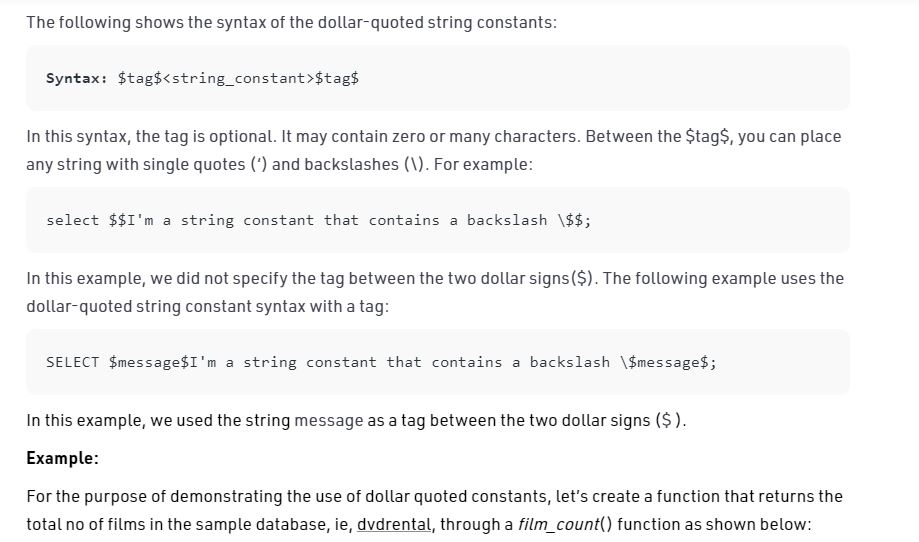 The following shows the syntax of the dollar-quoted string constants:
Syntax: $tag$<string_constant>$tag$
In this syntax, the tag is optional. It may contain zero or many characters. Between the $tag$, you can place
any string with single quotes (‘) and backslashes (\). For example:
select $$I'm a string constant that contains a backslash \$$;
In this example, we did not specify the tag between the two dollar signs($). The following example uses the
dollar-quoted string constant syntax with a tag:
SELECT $message$I'm a string constant that contains a backslash \$message$;
In this example, we used the string message as a tag between the two dollar signs ($ ).
Example:
For the purpose of demonstrating the use of dollar quoted constants, let’s create a function that returns the
total no of films in the sample database, ie, dvdrental, through a film_count() function as shown below: